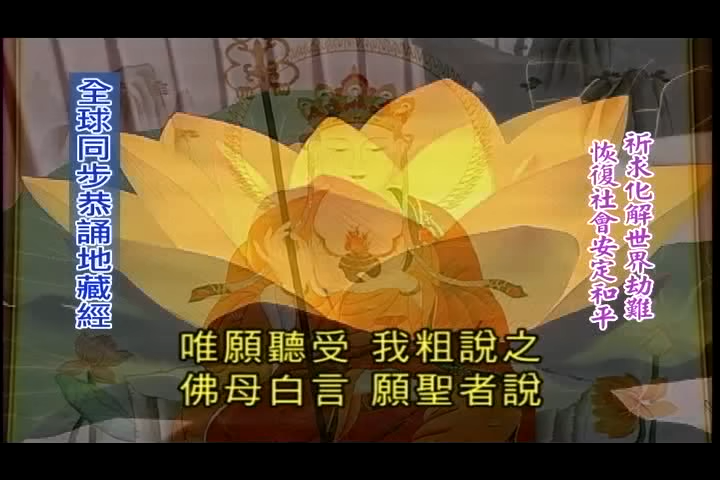 全球同步恭誦地藏經
祈求化解世界劫難
恢復社會安定和平
唯願聽受 我粗說之
佛母白言 願聖者說